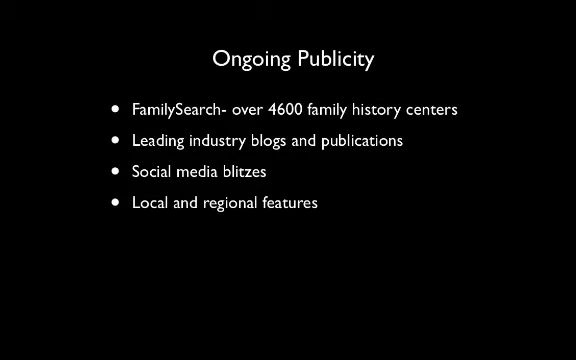 Ongoing Publicity
• FamilySearch- over 4600 family history centers
• Leading industry blogs and publications
• Social media blitzes
• Local and regional features